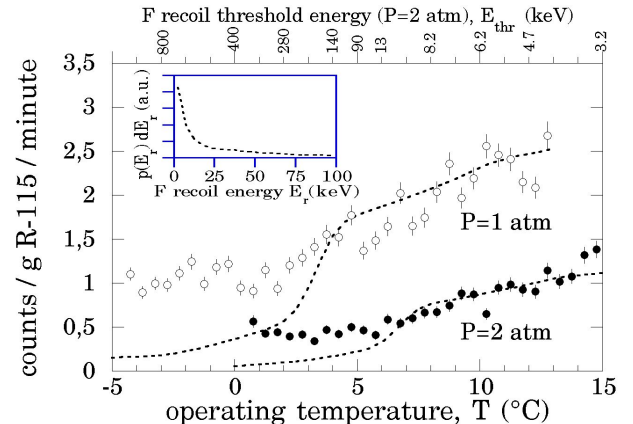 F recoil threshold energy (P=2 atm), E_thr (keV)
800 400 280 140 90 13 8.2 6.2 4.7 3.2
3,5
3
2,5
2
1,5
1
0,5
0
counts / g R-115 / minute
p(E_r) dE_r (a.u.)
0 25 50 75 100
F recoil energy E_r(keV)
P=1 atm
P=2 atm
-5 0 5 10 15
operating temperature, T (°C)